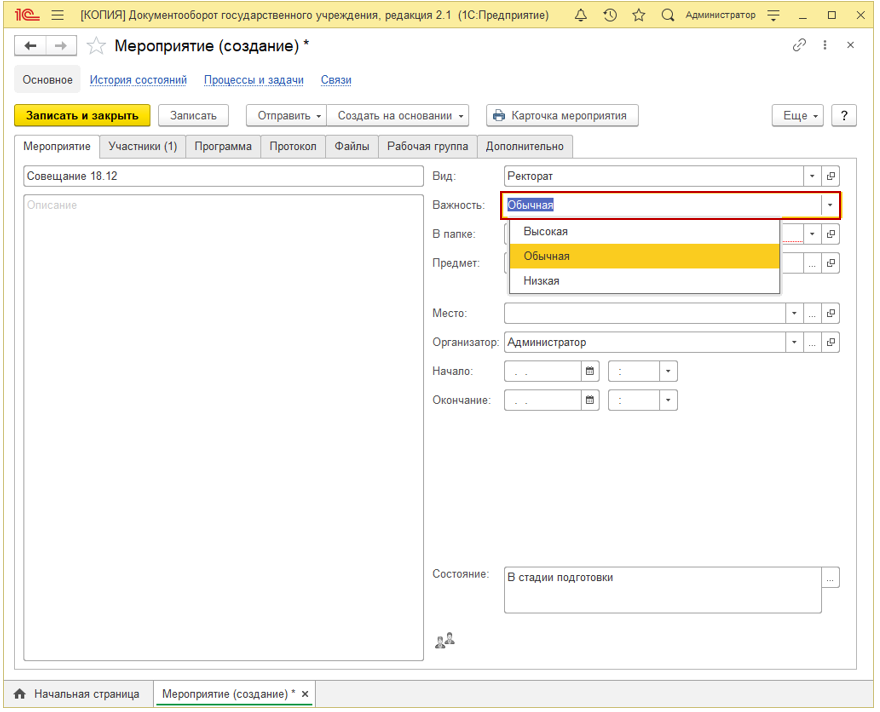 1С [КОПИЯ] Документооборот государственного учреждения, редакция 2.1 (1С:Предприятие) Администратор
Мероприятие (создание) *
Основное История состояний Процессы и задачи Связи
Записать и закрыть Записать Отправить Создать на основании Карточка мероприятия Еще ?
Мероприятие Участники (1) Программа Протокол Файлы Рабочая группа Дополнительно
Совещание 18.12 Вид: Ректорат
Описание Важность: Обычная
Высокая
В папке:
Обычная
Предмет: ...
Низкая
Место: ...
Организатор: Администратор ...
Начало: . . :
Окончание: . . :
Состояние: В стадии подготовки ...
Начальная страница Мероприятие (создание) * ×